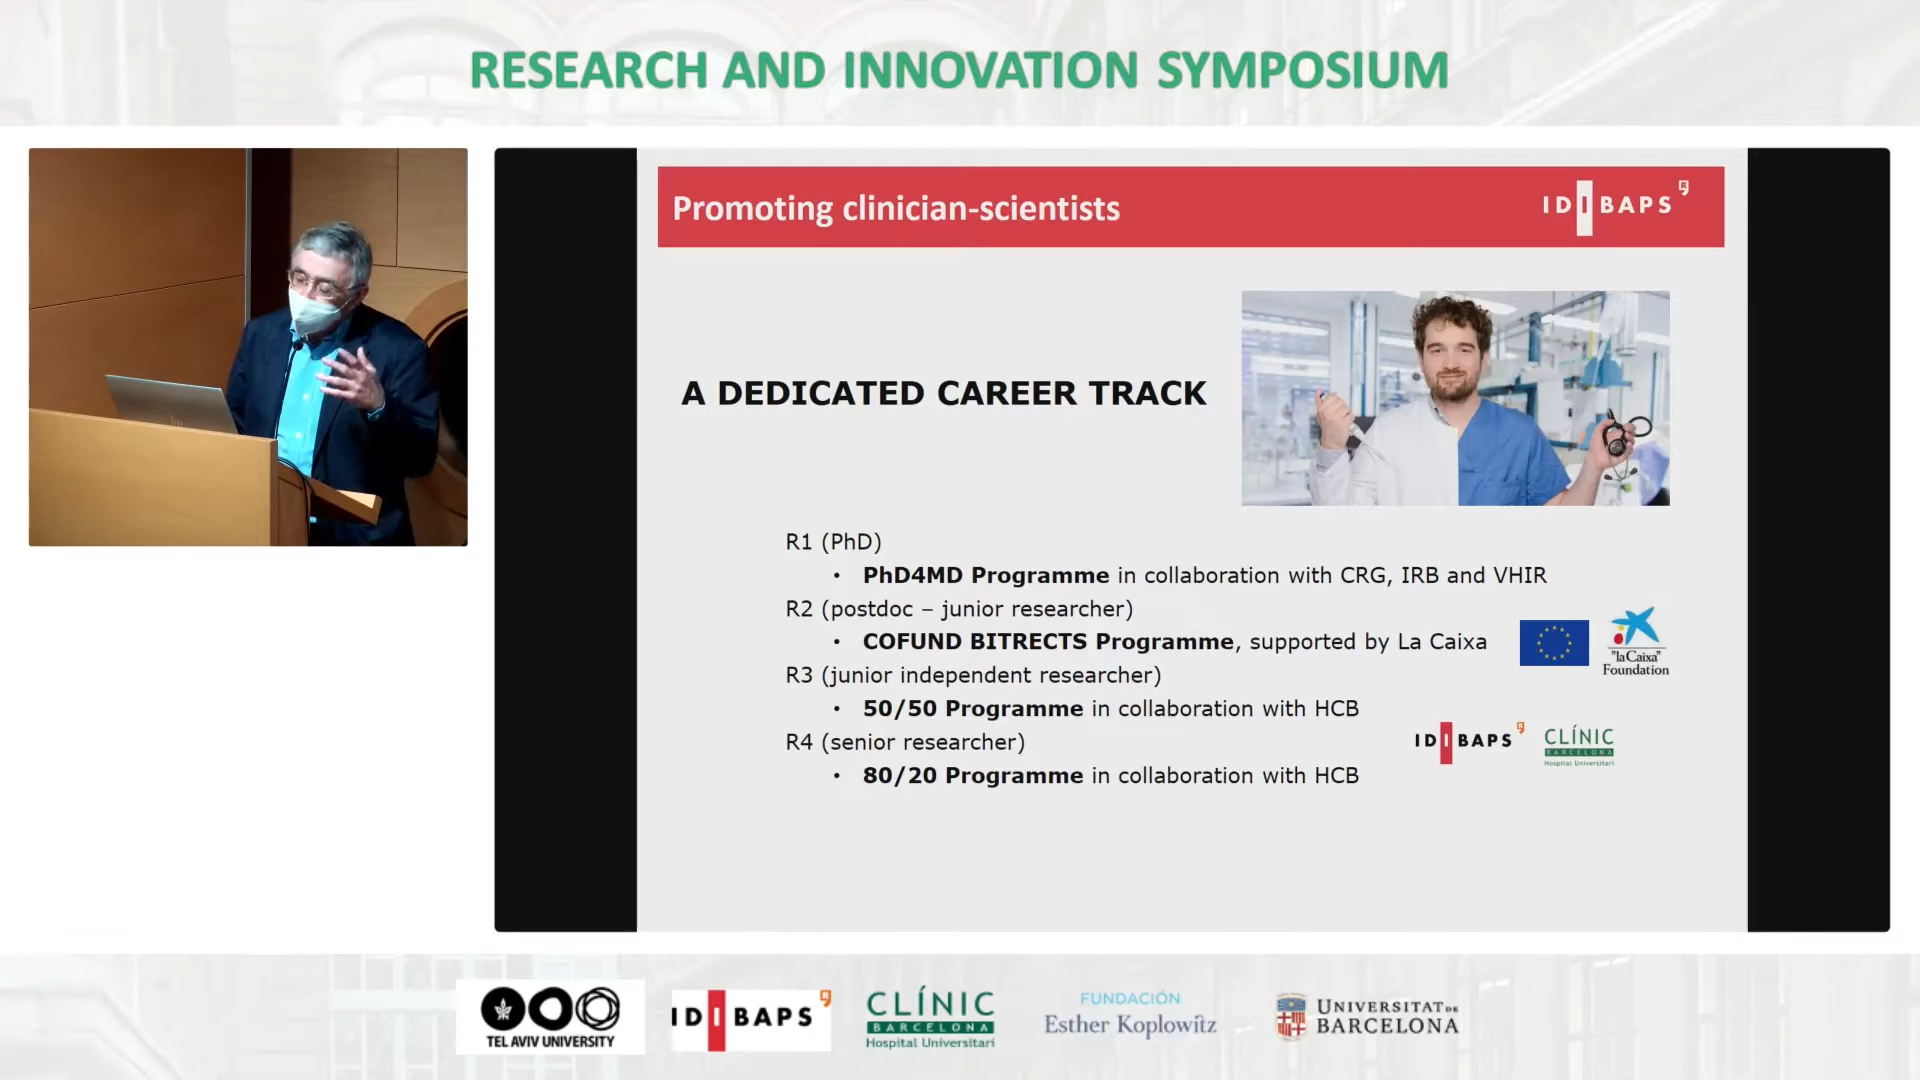 RESEARCH AND INNOVATION SYMPOSIUM
Promoting clinician-scientists
IDIBAPS
A DEDICATED CAREER TRACK
R1 (PhD)
• PhD4MD Programme in collaboration with CRG, IRB and VHIR
R2 (postdoc – junior researcher)
• COFUND BITRECTS Programme, supported by La Caixa
"laCaixa"
Foundation
R3 (junior independent researcher)
• 50/50 Programme in collaboration with HCB
R4 (senior researcher)
• 80/20 Programme in collaboration with HCB
IDIBAPS
CLÍNIC
BARCELONA
Hospital Universitari
TEL AVIV UNIVERSITY
IDIBAPS
CLÍNIC
BARCELONA
Hospital Universitari
FUNDACIÓN
Esther Koplowitz
UNIVERSITAT DE
BARCELONA